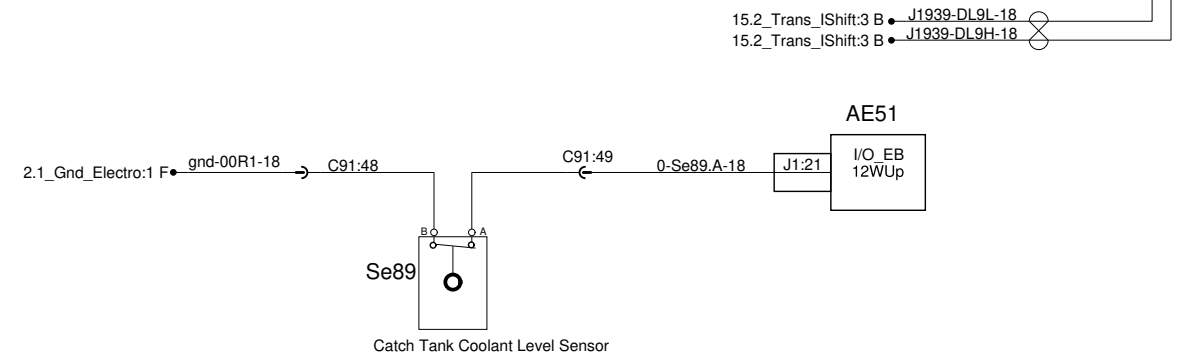 15.2_Trans_IShift:3 B J1939-DL9L-18
15.2_Trans_IShift:3 B J1939-DL9H-18
AE51
2.1_Gnd_Electro:1 F gnd-00R1-18 C91:48 C91:49 0-Se89.A-18 J1:21 I/O_EB
12WUp
B A
Se89
Catch Tank Coolant Level Sensor